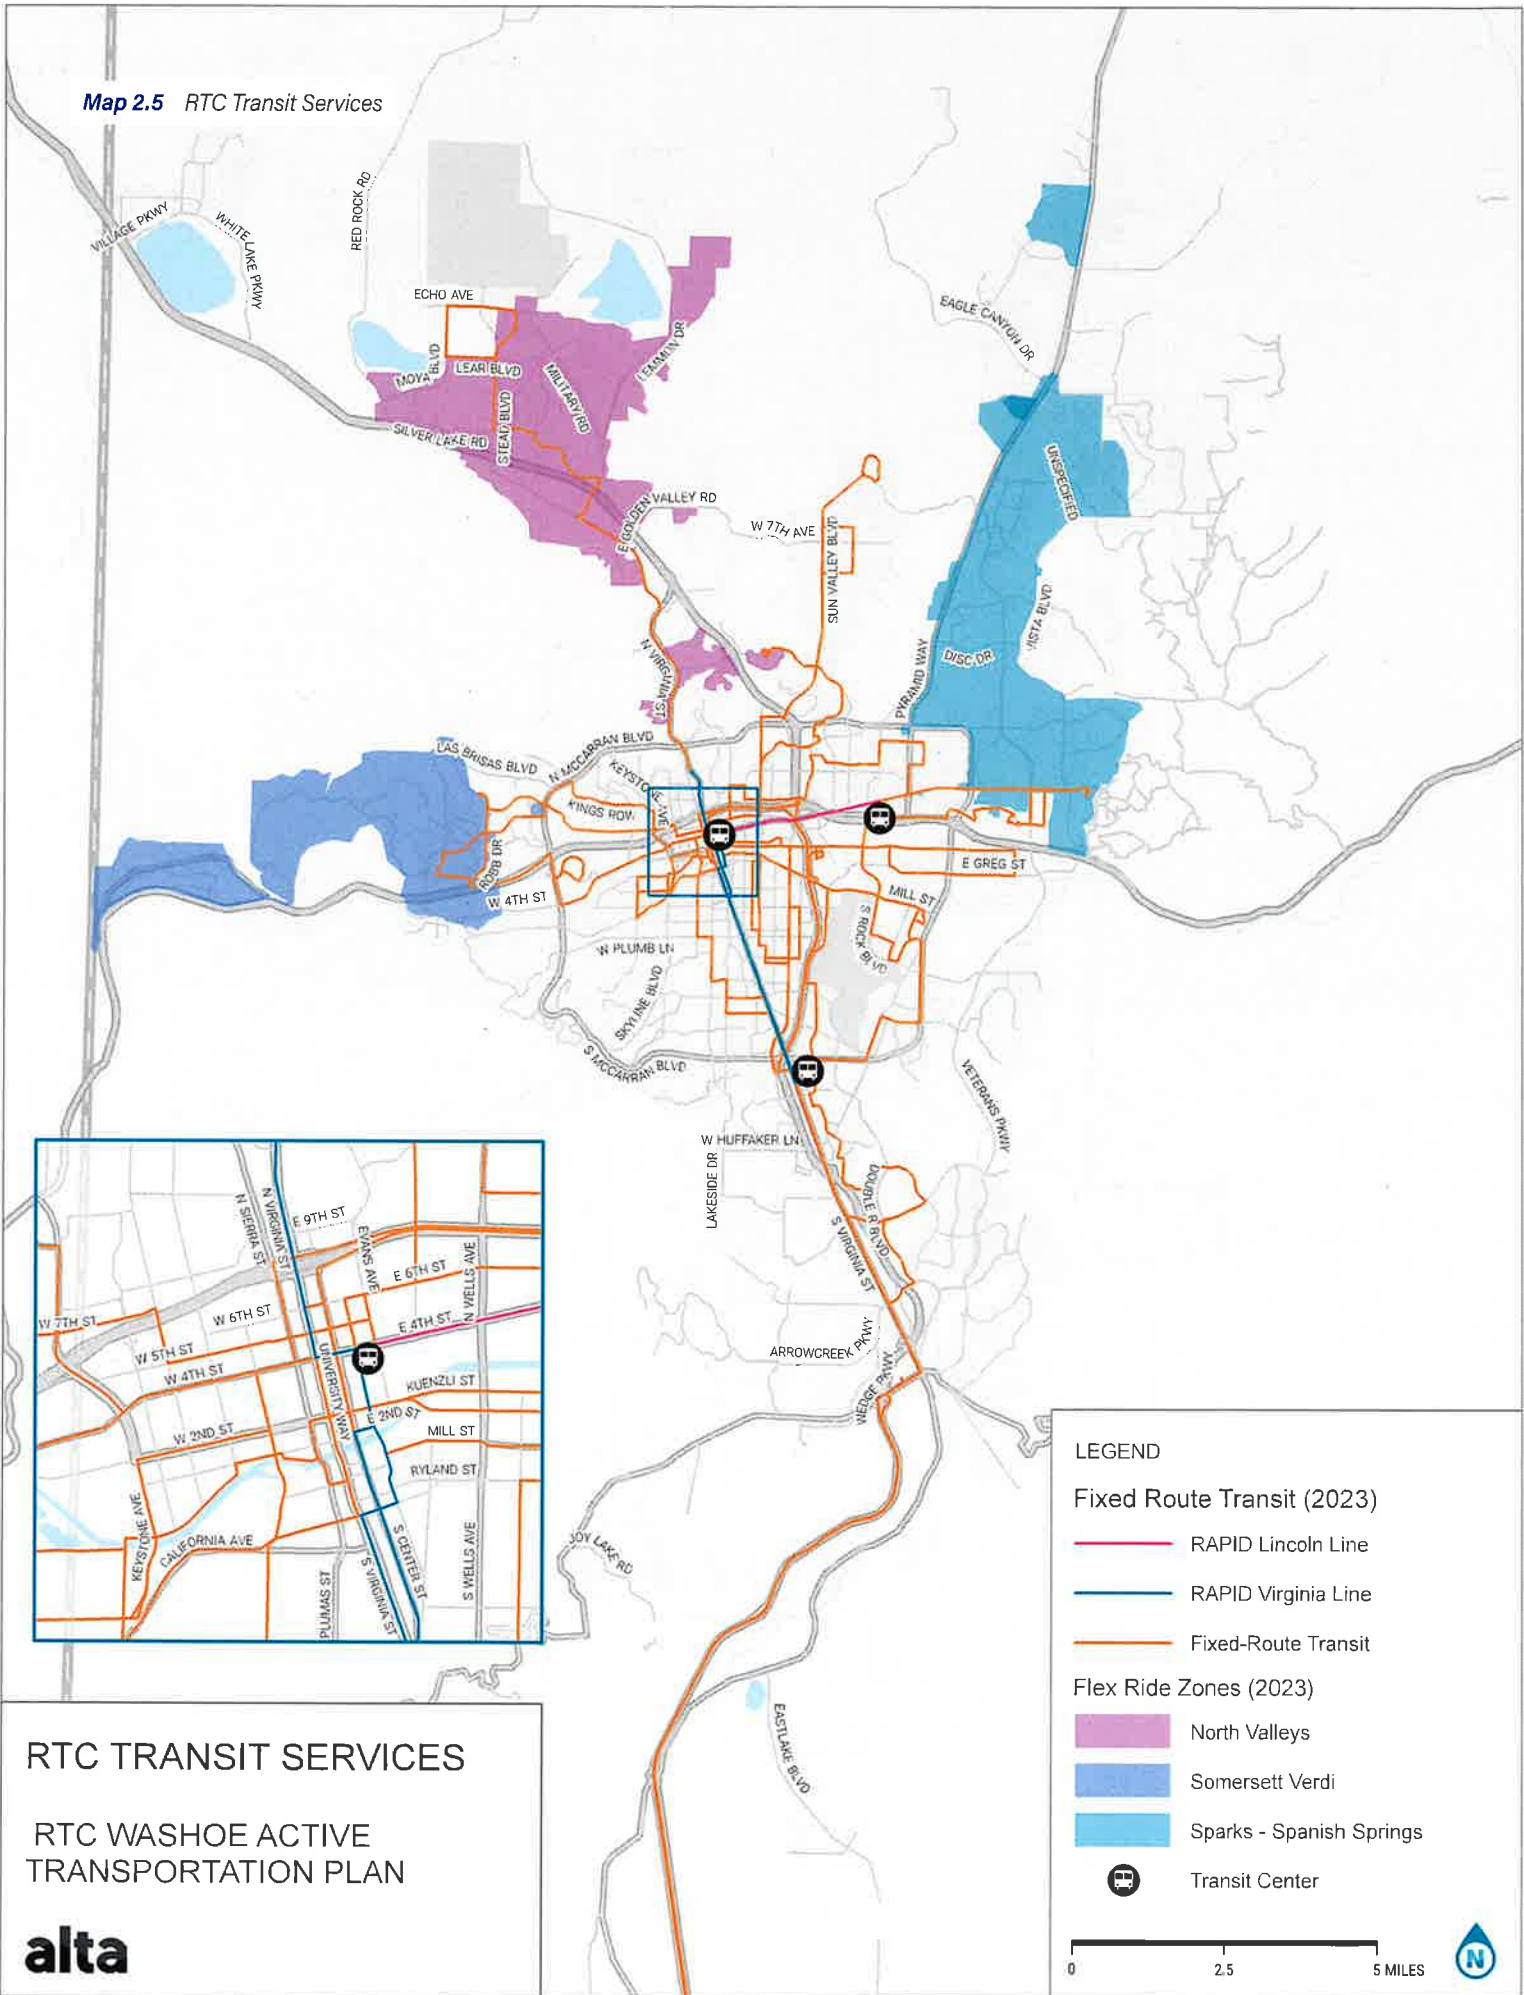 Map 2.5 RTC Transit Services
RED ROCK RD
VILLAGE PKWY
WHITE LAKE PKWY
ECHO AVE
EAGLE CANYON DR
MOYA BLVD
LEAR BLVD
MILITARY RD
LEMMON DR
SILVER LAKE RD
STEAD BLVD
UNSPECIFIED
E GOLDEN VALLEY RD
W 7TH AVE
SUN VALLEY BLVD
VISTA BLVD
N VIRGINIA ST
DISC DR
PYRAMID WAY
LAS BRISAS BLVD
N MCCARRAN BLVD
KEYSTONE AVE
KINGS ROW
ROBB DR
E GREG ST
W 4TH ST
MILL ST
S ROCK BLVD
W PLUMB LN
SKYLINE BLVD
S MCCARRAN BLVD
VETERANS PKWY
W HUFFAKER LN
LAKESIDE DR
DOUBLE R BLVD
S VIRGINIA ST
ARROWCREEK PKWY
WEDGE PKWY
JOY LAKE RD
EASTLAKE BLVD
N SIERRA ST
N VIRGINIA ST
E 9TH ST
EVANS AVE
E 6TH ST
N WELLS AVE
W 7TH ST
W 6TH ST
E 4TH ST
W 5TH ST
W 4TH ST
UNIVERSITY WAY
KUENZLI ST
E 2ND ST
W 2ND ST
MILL ST
RYLAND ST
KEYSTONE AVE
CALIFORNIA AVE
PLUMAS ST
S VIRGINIA ST
S CENTER ST
S WELLS AVE
RTC TRANSIT SERVICES
RTC WASHOE ACTIVE
TRANSPORTATION PLAN
alta
LEGEND
Fixed Route Transit (2023)
RAPID Lincoln Line
RAPID Virginia Line
Fixed-Route Transit
Flex Ride Zones (2023)
North Valleys
Somersett Verdi
Sparks - Spanish Springs
Transit Center
0 2.5 5 MILES
N